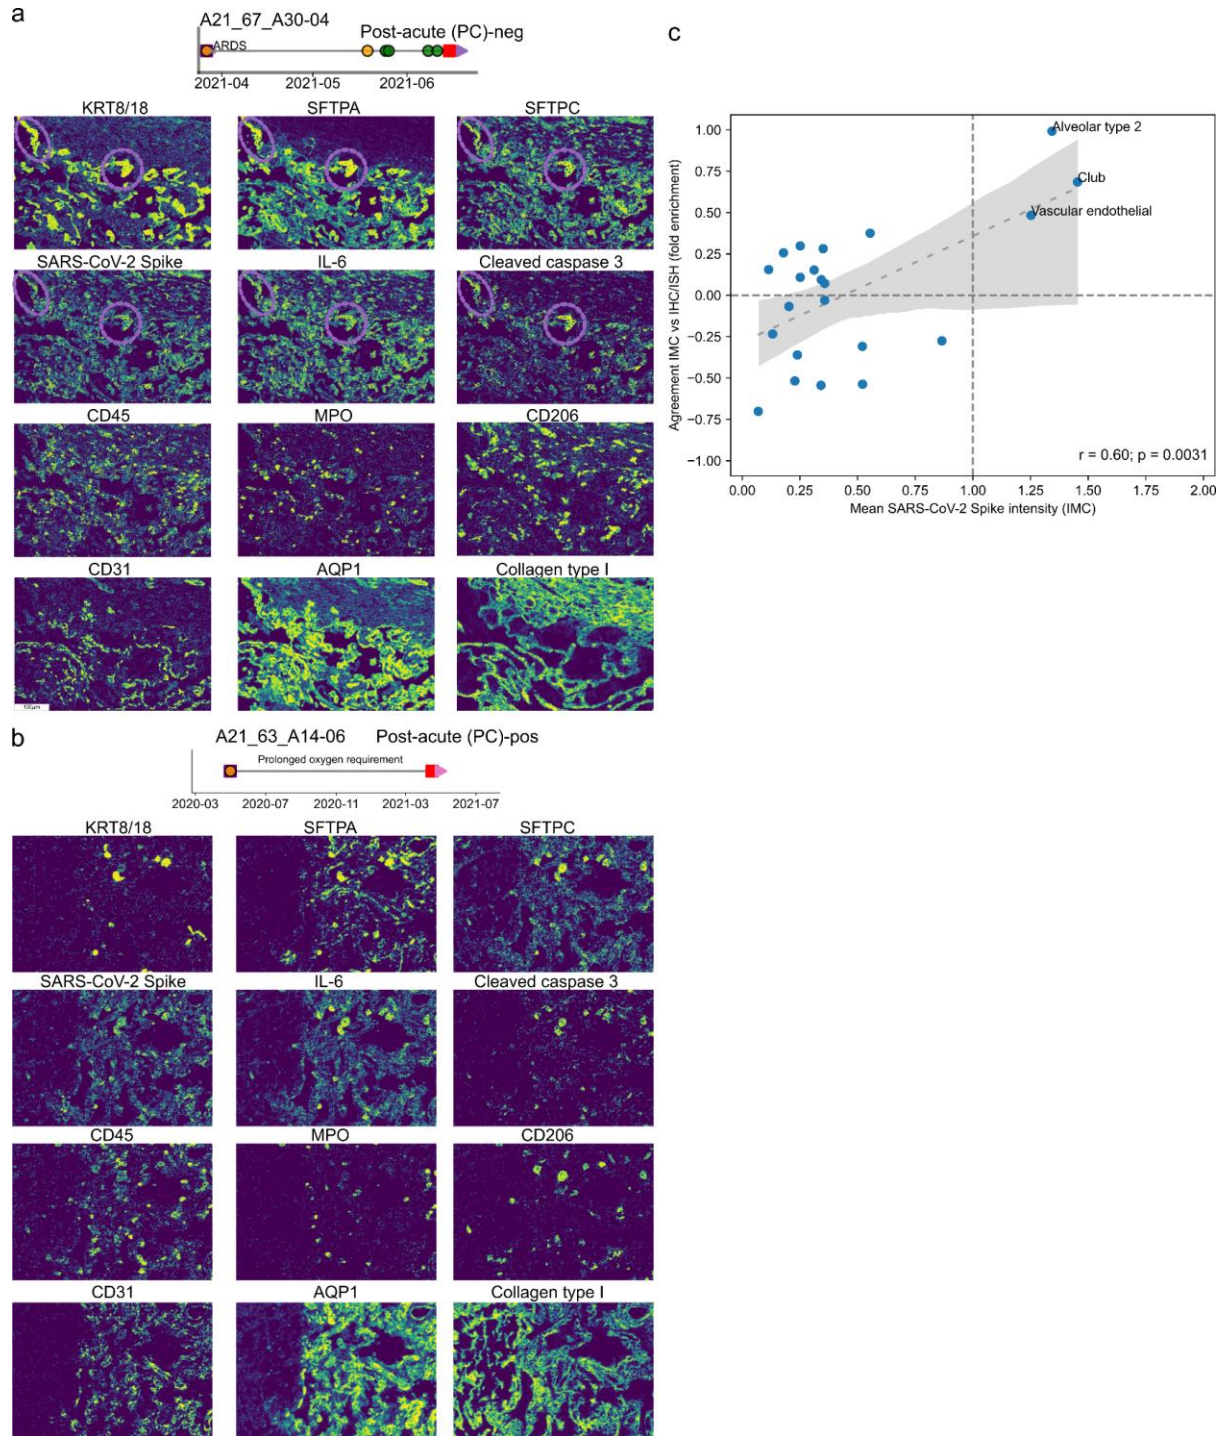 a
A21_67_A30-04
Post-acute (PC)-neg
ARDS
2021-04 2021-05 2021-06
KRT8/18 SFTPA SFTPC
SARS-CoV-2 Spike IL-6 Cleaved caspase 3
CD45 MPO CD206
CD31 AQP1 Collagen type I
100μm
b
A21_63_A14-06 Post-acute (PC)-pos
Prolonged oxygen requirement
2020-03 2020-07 2020-11 2021-03 2021-07
KRT8/18 SFTPA SFTPC
SARS-CoV-2 Spike IL-6 Cleaved caspase 3
CD45 MPO CD206
CD31 AQP1 Collagen type I
c
Agreement IMC vs IHC/ISH (fold enrichment)
1.00
0.75
0.50
0.25
0.00
−0.25
−0.50
−0.75
−1.00
Alveolar type 2
Club
Vascular endothelial
r = 0.60; p = 0.0031
0.00 0.25 0.50 0.75 1.00 1.25 1.50 1.75 2.00
Mean SARS-CoV-2 Spike intensity (IMC)